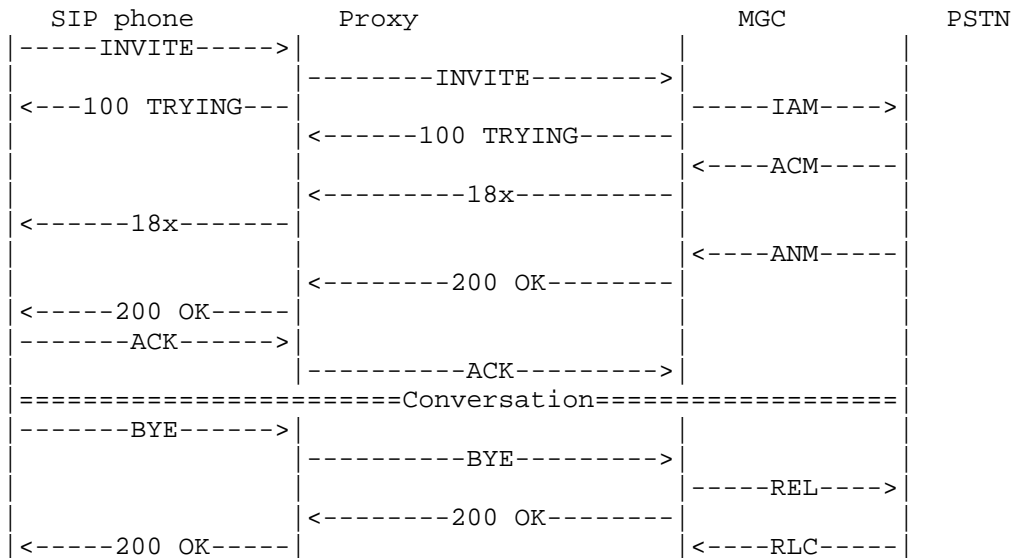 SIP phone Proxy MGC PSTN
|-----INVITE----->| | |
| |--------INVITE-------->| |
|<---100 TRYING---| |-----IAM---->|
| |<------100 TRYING------| |
| | |<----ACM-----|
| |<---------18x----------| |
|<------18x-------| | |
| | |<----ANM-----|
| |<--------200 OK--------| |
|<-----200 OK-----| | |
|-------ACK------>| | |
| |----------ACK--------->| |
|========================Conversation===================|
|-------BYE------>| | |
| |----------BYE--------->| |
| | |-----REL---->|
| |<--------200 OK--------| |
|<-----200 OK-----| |<----RLC-----|